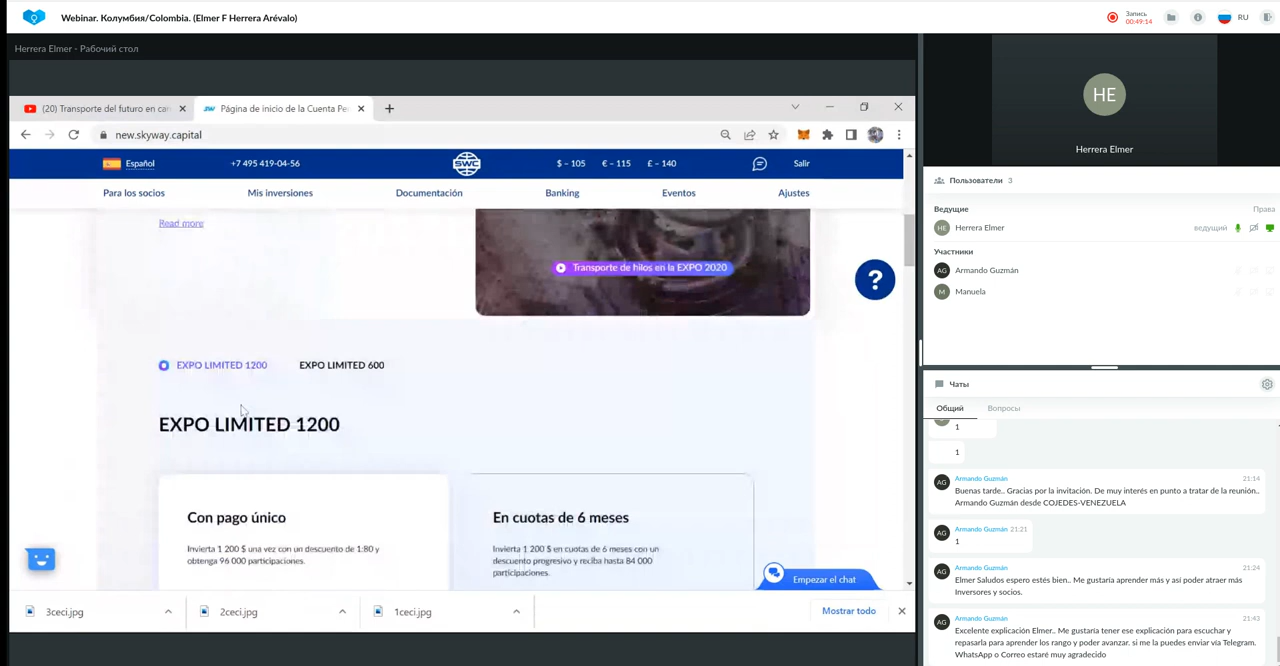 Webinar. Колумбия/Colombia. (Elmer F Herrera Arévalo)
Запись
00:49:14
RU
Herrera Elmer - Рабочий стол
(20) Transporte del futuro en can
Página de inicio de la Cuenta Pe
new.skyway.capital
Español
+7 495 419-04-56
SWC
$ – 105
€ – 115
£ – 140
Salir
Para los socios
Mis inversiones
Documentación
Banking
Eventos
Ajustes
Read more
Transporte de hilos en la EXPO 2020
?
EXPO LIMITED 1200
EXPO LIMITED 600
EXPO LIMITED 1200
Con pago único
Invierta 1 200 $ una vez con un descuento de 1:80 y
obtenga 96 000 participaciones.
En cuotas de 6 meses
Invierta 1 200 $ en cuotas de 6 meses con un
descuento progresivo y reciba hasta 84 000
participaciones.
Empezar el chat
3ceci.jpg
2ceci.jpg
1ceci.jpg
Mostrar todo
HE
Herrera Elmer
Пользователи 3
Ведущие
Права
HE
Herrera Elmer
ведущий
Участники
AG
Armando Guzmán
M
Manuela
Чаты
Общий
Вопросы
1
1
AG
Armando Guzmán
21:14
Buenas tarde.. Gracias por la invitación. De muy interés en punto a tratar de la reunión..
Armando Guzmán desde COJEDES-VENEZUELA
AG
Armando Guzmán 21:21
1
AG
Armando Guzmán
21:24
Elmer Saludos espero estés bien.. Me gustaría aprender más y así poder atraer más
Inversores y socios.
AG
Armando Guzmán
21:43
Excelente explicación Elmer.. Me gustaría tener ese explicación para escuchar y
repasarla para aprender los rango y poder avanzar. si me la puedes enviar vía Telegram.
WhatsApp o Correo estaré muy agradecido